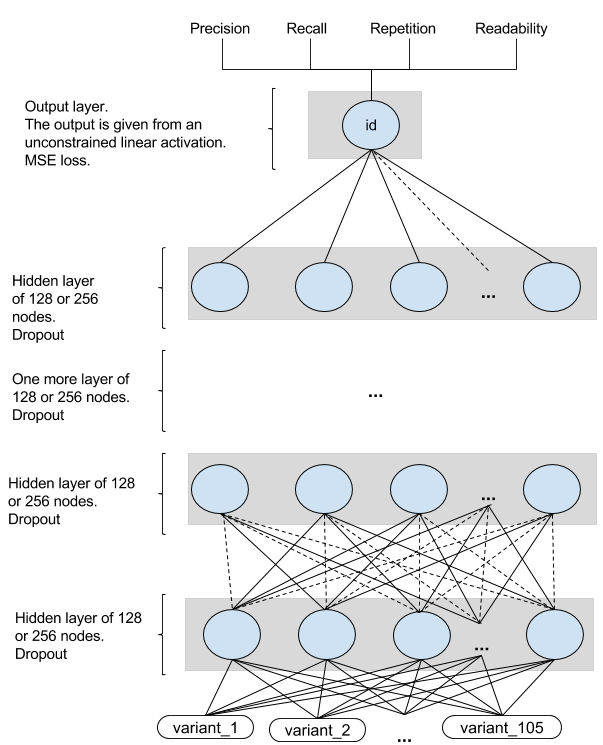 Precision Recall Repetition Readability
Output layer.
The output is given from an
unconstrained linear activation.
MSE loss.
id
Hidden layer
of 128 or 256
nodes.
Dropout
...
One more layer of
128 or 256 nodes.
Dropout
...
Hidden layer of 128
or 256 nodes.
Dropout
...
Hidden layer of 128
or 256 nodes.
Dropout
...
variant_1 variant_2 ... variant_105